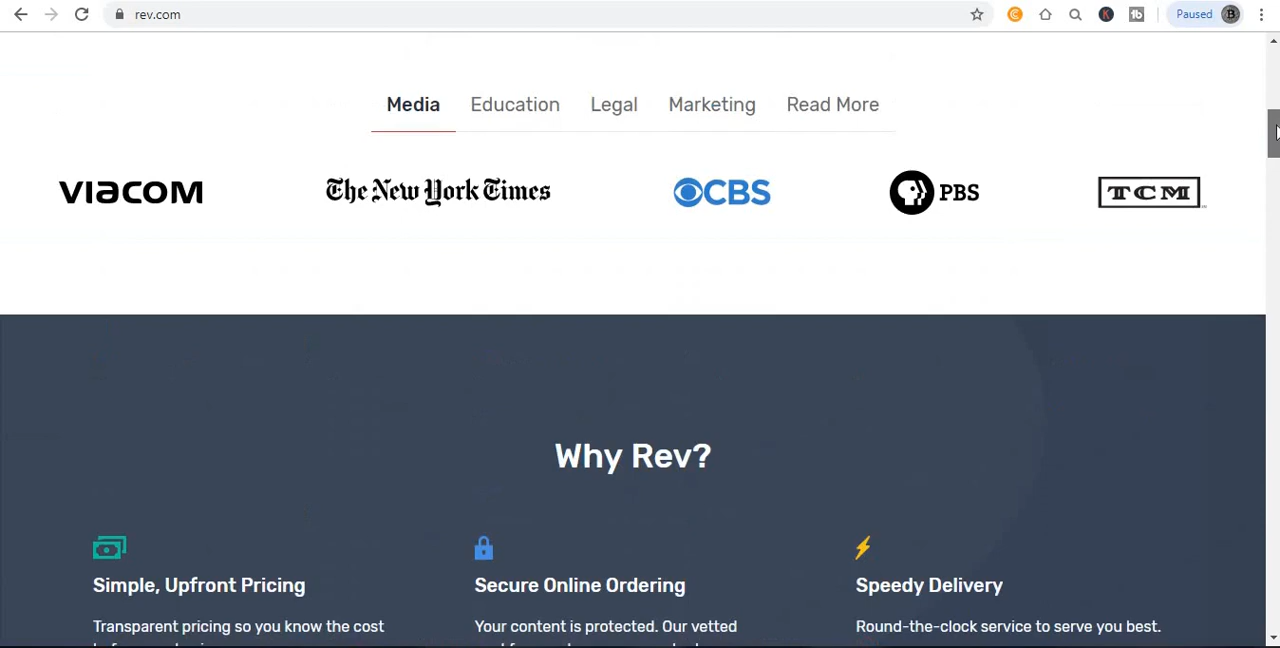 rev.com
Paused
Media Education Legal Marketing Read More
VIACOM The New York Times CBS PBS TCM
Why Rev?
Simple, Upfront Pricing Secure Online Ordering Speedy Delivery
Transparent pricing so you know the cost Your content is protected. Our vetted Round-the-clock service to serve you best.